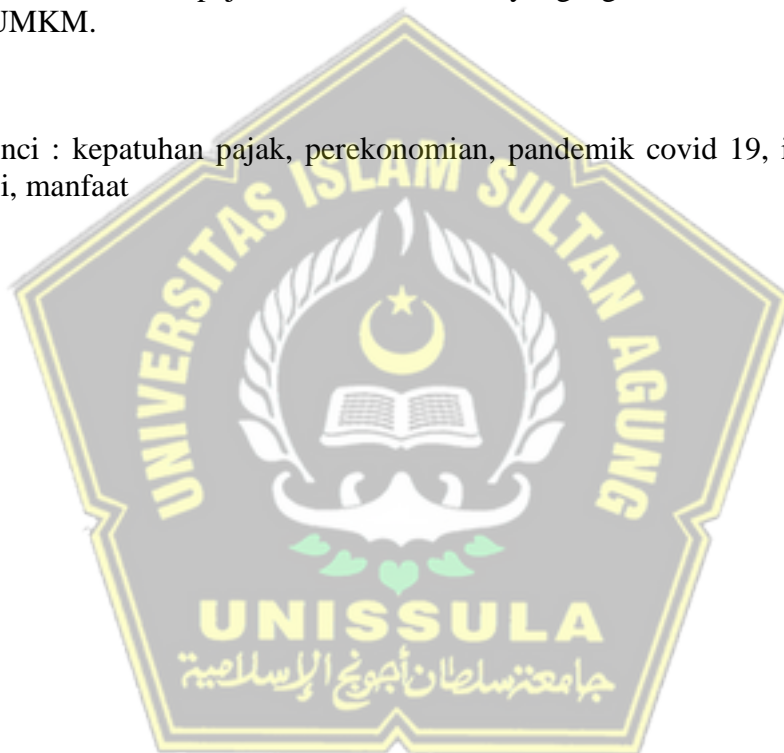 UMKM.
nci : kepatuhan pajak, perekonomian, pandemik covid 19, i
i, manfaat
UNIVERSITAS ISLAM SULTAN AGUNG
UNISSULA
جامعة سلطان أجونج الإسلامية